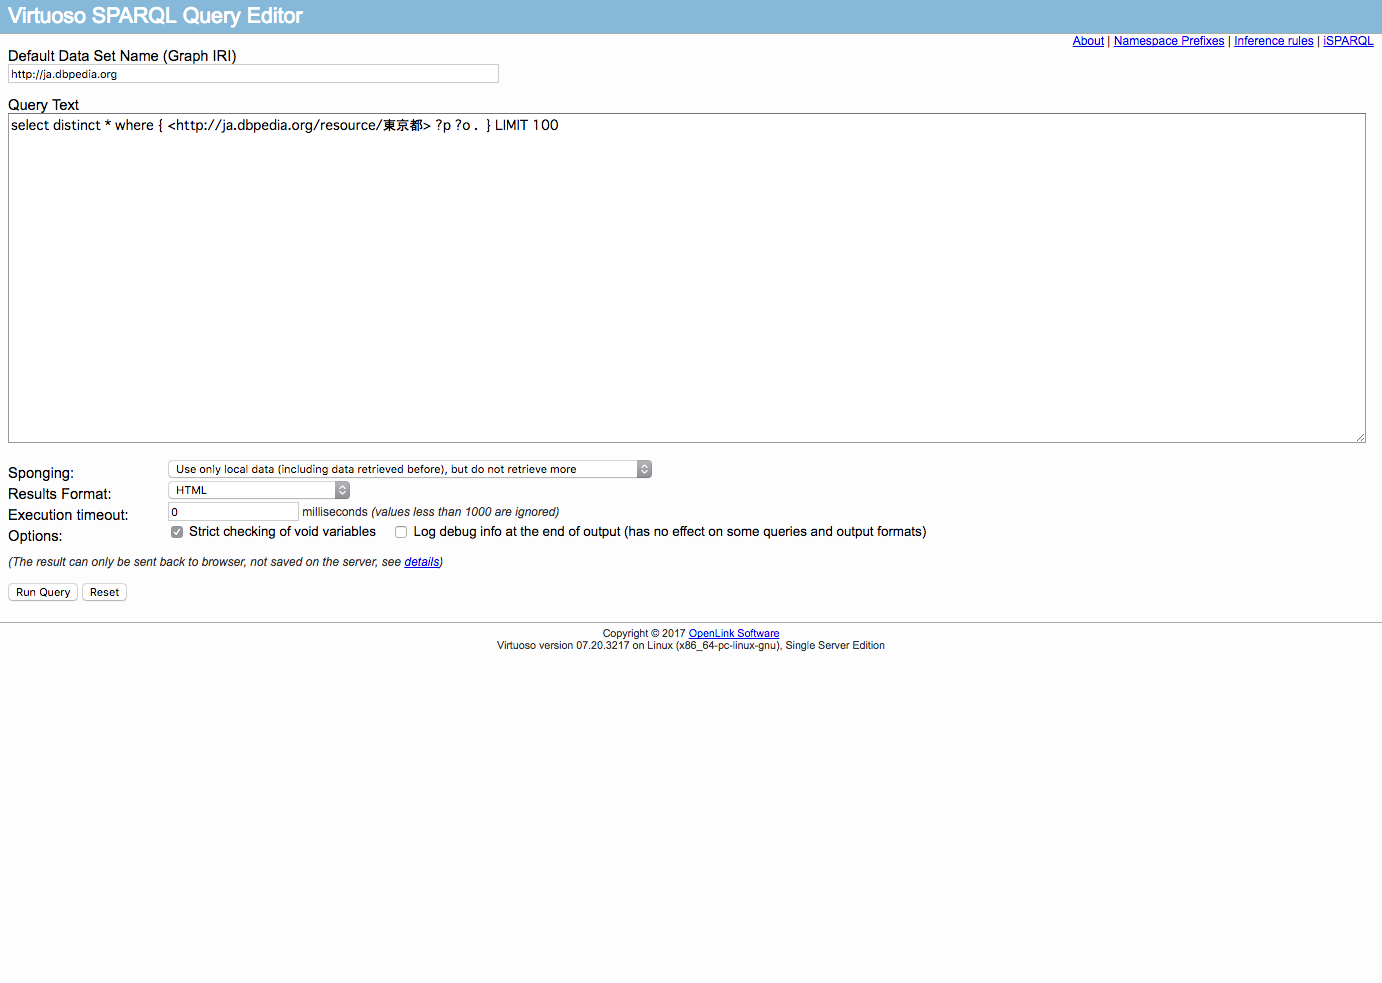 Virtuoso SPARQL Query Editor
About | Namespace Prefixes | Inference rules | iSPARQL
Default Data Set Name (Graph IRI)
http://ja.dbpedia.org
Query Text
select distinct * where { <http://ja.dbpedia.org/resource/東京都> ?p ?o . } LIMIT 100
Sponging: Use only local data (including data retrieved before), but do not retrieve more
Results Format: HTML
Execution timeout: 0 milliseconds (values less than 1000 are ignored)
Options: Strict checking of void variables Log debug info at the end of output (has no effect on some queries and output formats)
(The result can only be sent back to browser, not saved on the server, see details)
Run Query Reset
Copyright © 2017 OpenLink Software
Virtuoso version 07.20.3217 on Linux (x86_64-pc-linux-gnu), Single Server Edition